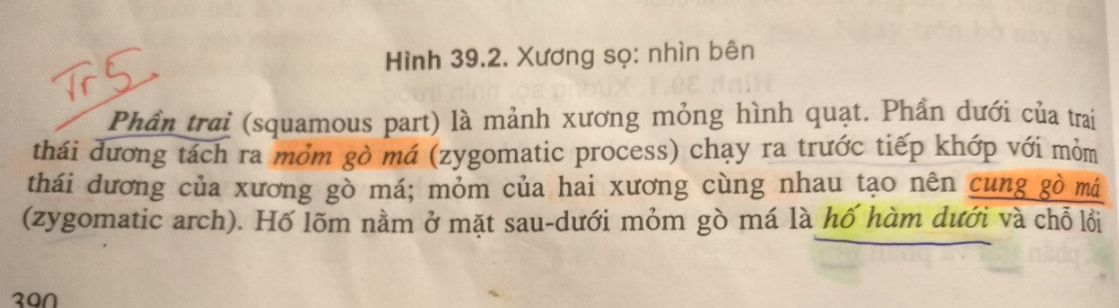 Hình 39.2. Xương sọ: nhìn bên
Tr 5
Phần trai (squamous part) là mảnh xương mỏng hình quạt. Phần dưới của trai
thái dương tách ra mỏm gò má (zygomatic process) chạy ra trước tiếp khớp với mỏm
thái dương của xương gò má; mỏm của hai xương cùng nhau tạo nên cung gò má
(zygomatic arch). Hố lõm nằm ở mặt sau-dưới mỏm gò má là hố hàm dưới và chỗ lồi
390